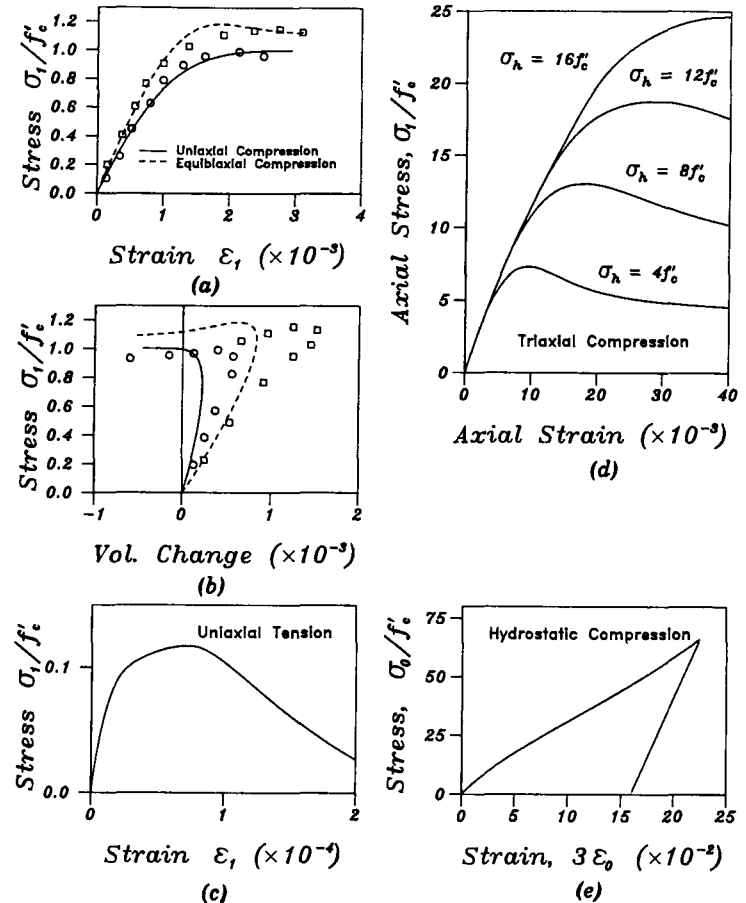 Stress σ₁/f'c
1.2
1.0
0.8
0.6
0.4
0.2
0.0
Uniaxial Compression
Equibiaxial Compression
0 1 2 3 4
Strain ε₁ (×10⁻³)
(a)
Stress σ₁/f'c
1.2
1.0
0.8
0.6
0.4
0.2
0.0
-1 0 1 2
Vol. Change (×10⁻³)
(b)
Stress σ₁/f'c
0.1
0.0
Uniaxial Tension
0 1 2
Strain ε₁ (×10⁻⁴)
(c)
Axial Stress, σ₁/f'c
25
20
15
10
5
0
σh = 16f'c
σh = 12f'c
σh = 8f'c
σh = 4f'c
Triaxial Compression
0 10 20 30 40
Axial Strain (×10⁻³)
(d)
Stress, σ₀/f'c
75
50
25
0
Hydrostatic Compression
0 5 10 15 20 25
Strain, 3ε₀ (×10⁻²)
(e)